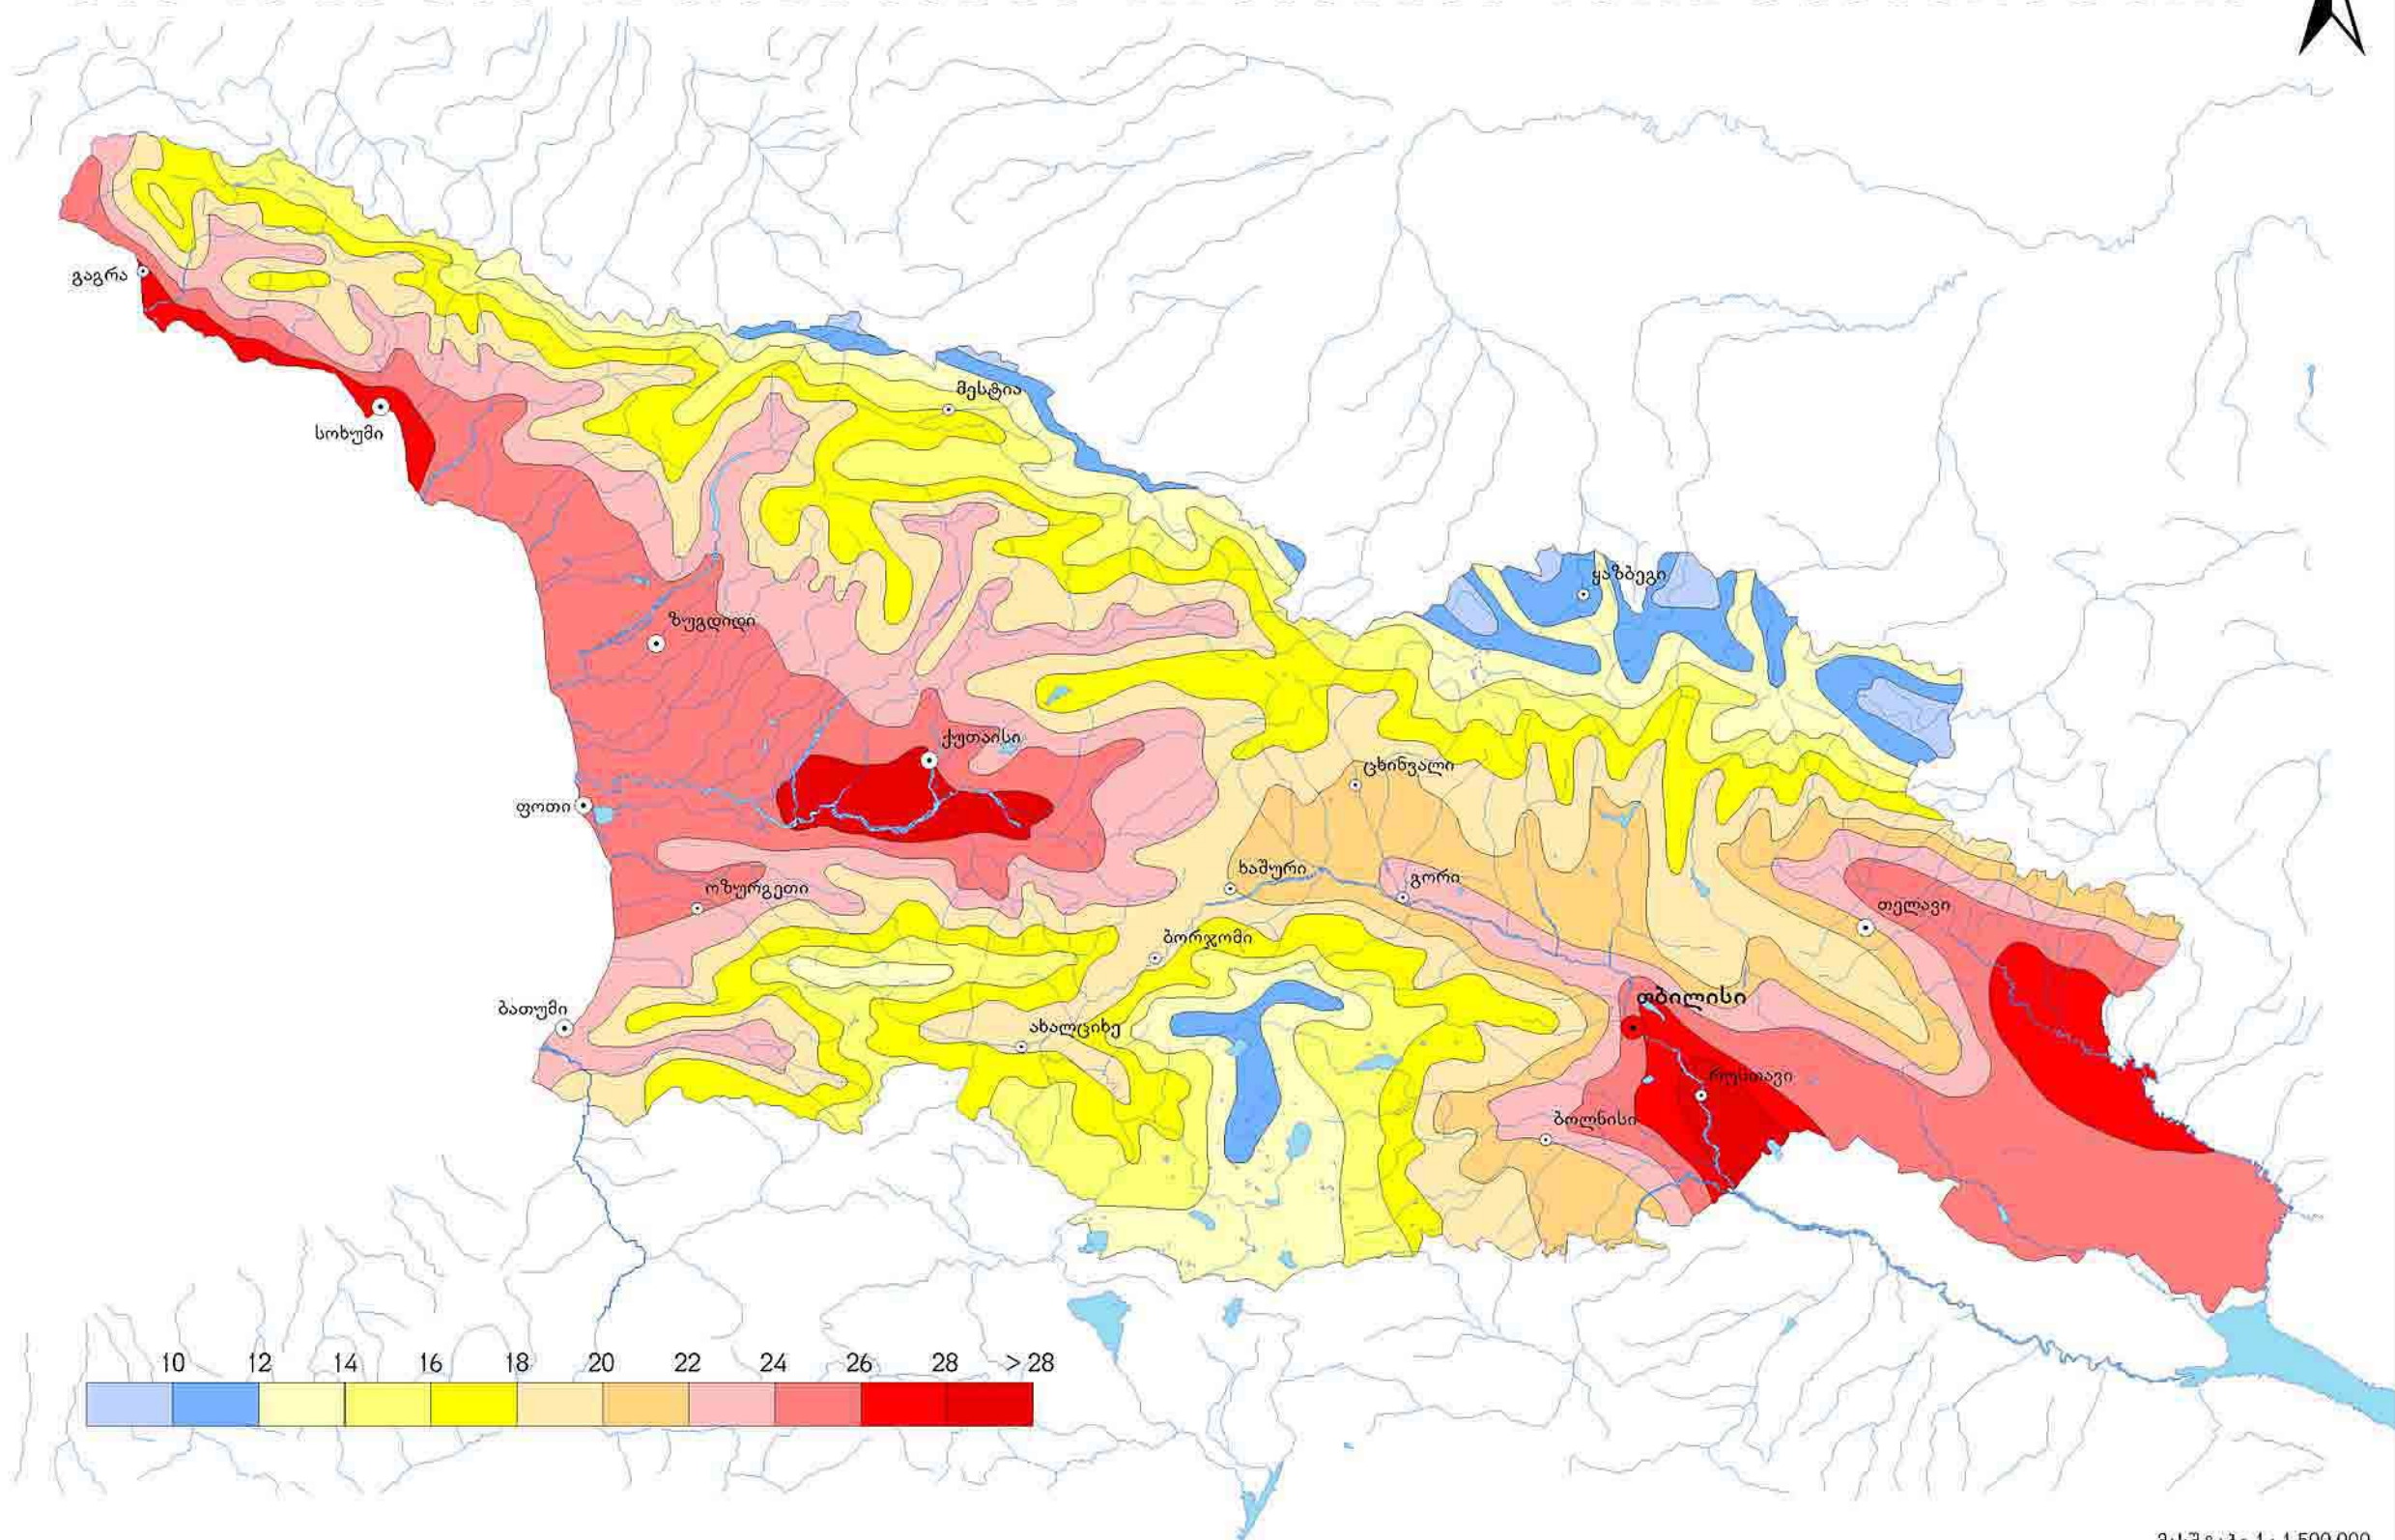 გაგრა
სოხუმი
მესტია
ყაზბეგი
ზუგდიდი
ქუთაისი
ცხინვალი
ფოთი
ოზურგეთი
ხაშური
გორი
თელავი
ბორჯომი
ბათუმი
ახალციხე
თბილისი
რუსთავი
ბოლნისი
10 12 14 16 18 20 22 24 26 28 >28